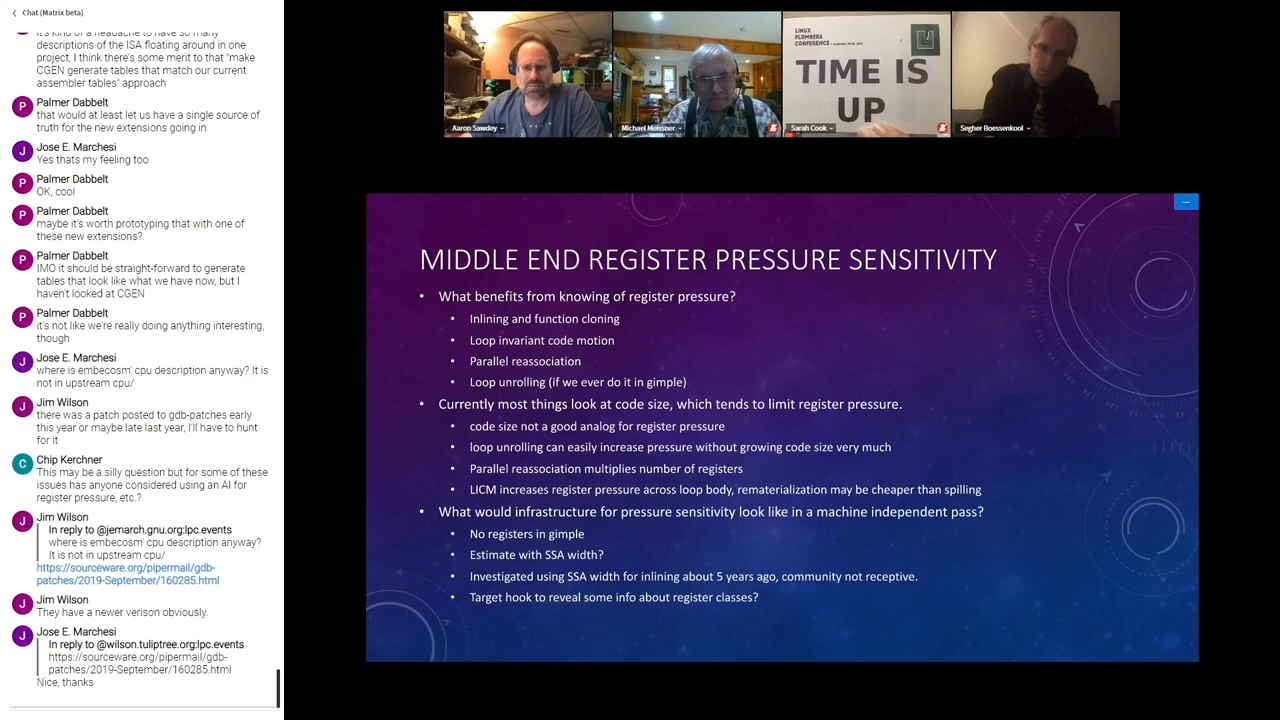 Chat (Matrix beta)
it's kind of a headache to have so many
descriptions of the ISA floating around in one
project, I think there's some merit to that "make
CGEN generate tables that match our current
assembler tables" approach
P
Palmer Dabbelt
that would at least let us have a single source of
truth for the new extensions going in
J
Jose E. Marchesi
Yes thats my feeling too
P
Palmer Dabbelt
OK, cool
P
Palmer Dabbelt
maybe it's worth prototyping that with one of
these new extensions?
P
Palmer Dabbelt
IMO it should be straight-forward to generate
tables that look like what we have now, but I
haven't looked at CGEN
P
Palmer Dabbelt
it's not like we're really doing anything interesting,
though
J
Jose E. Marchesi
where is embecosm' cpu description anyway? It is
not in upstream cpu/
J
Jim Wilson
there was a patch posted to gdb-patches early
this year or maybe late last year, I'll have to hunt
for it
C
Chip Kerchner
This may be a silly question but for some of these
issues has anyone considered using an AI for
register pressure, etc.?
J
Jim Wilson
In reply to @jemarch.gnu.org:lpc.events
where is embecosm' cpu description anyway?
It is not in upstream cpu/
https://sourceware.org/pipermail/gdb-
patches/2019-September/160285.html
J
Jim Wilson
They have a newer verison obviously.
J
Jose E. Marchesi
In reply to @wilson.tuliptree.org:lpc.events
https://sourceware.org/pipermail/gdb-
patches/2019-September/160285.html
Nice, thanks
Aaron Sawdey
Michael Meissner
LINUX
PLUMBERS
CONFERENCE
TIME IS
UP
Sarah Cook
Segher Boessenkool
MIDDLE END REGISTER PRESSURE SENSITIVITY
• What benefits from knowing of register pressure?
• Inlining and function cloning
• Loop invariant code motion
• Parallel reassociation
• Loop unrolling (if we ever do it in gimple)
• Currently most things look at code size, which tends to limit register pressure.
• code size not a good analog for register pressure
• loop unrolling can easily increase pressure without growing code size very much
• Parallel reassociation multiplies number of registers
• LICM increases register pressure across loop body, rematerialization may be cheaper than spilling
• What would infrastructure for pressure sensitivity look like in a machine independent pass?
• No registers in gimple
• Estimate with SSA width?
• Investigated using SSA width for inlining about 5 years ago, community not receptive.
• Target hook to reveal some info about register classes?